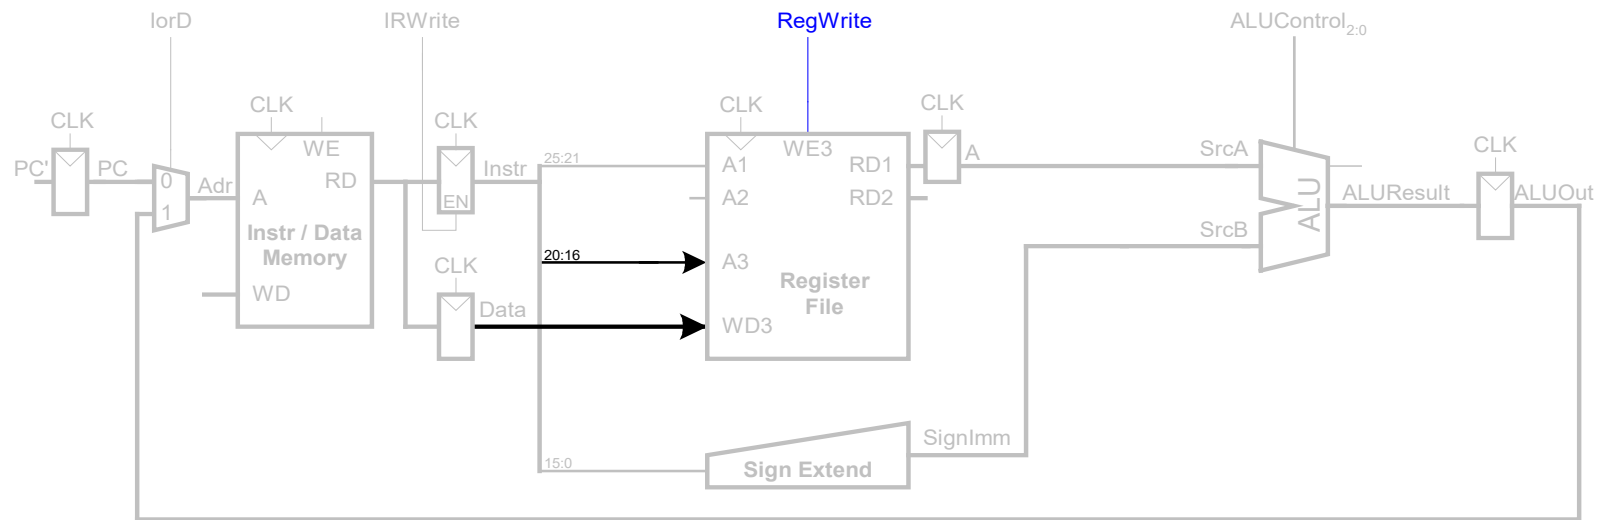 IorD
IRWrite
RegWrite
ALUControl2:0
CLK
CLK
CLK
CLK
CLK
CLK
PC'
PC
0
1
Adr
WE
RD
A
Instr / Data
Memory
WD
EN
Instr
25:21
A1
WE3
RD1
A
SrcA
A2
RD2
20:16
A3
Register
File
CLK
Data
WD3
SrcB
ALU
ALUResult
ALUOut
15:0
Sign Extend
SignImm